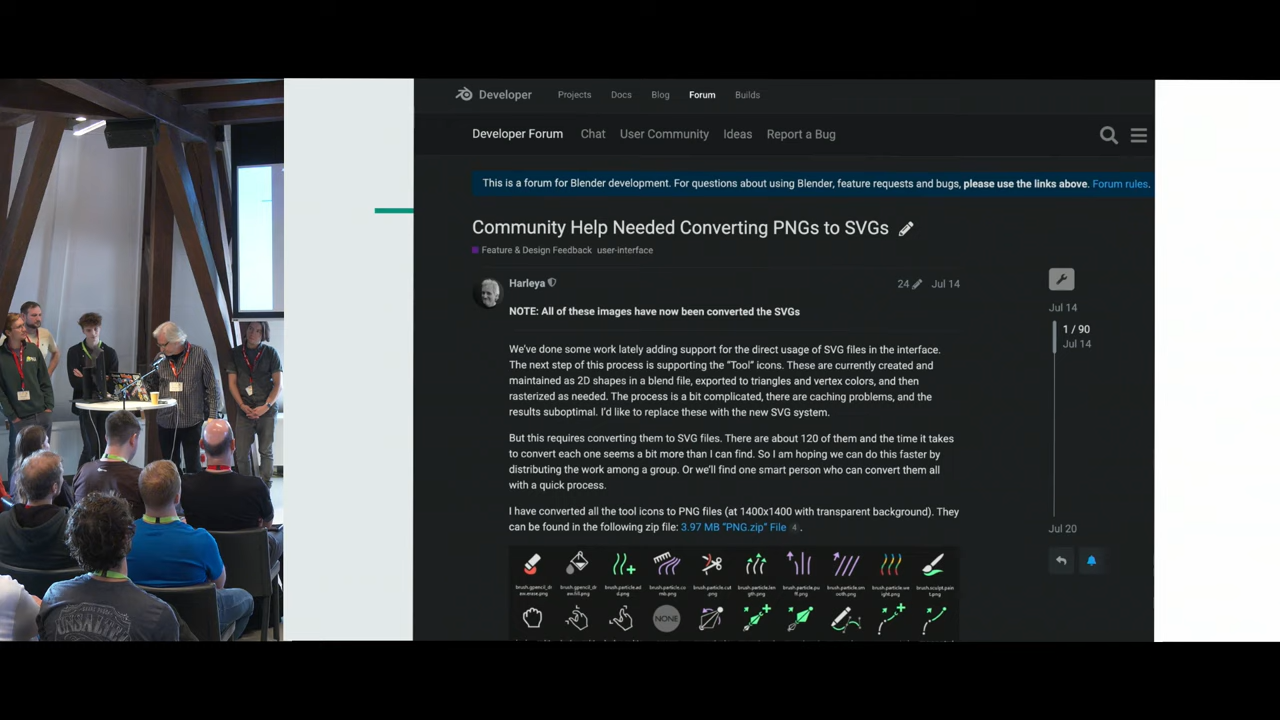 Developer Projects Docs Blog Forum Builds
Developer Forum Chat User Community Ideas Report a Bug
This is a forum for Blender development. For questions about using Blender, feature requests and bugs, please use the links above. Forum rules.
Community Help Needed Converting PNGs to SVGs
Feature & Design Feedback user-interface
Harleya 24 Jul 14
NOTE: All of these images have now been converted the SVGs
We've done some work lately adding support for the direct usage of SVG files in the interface.
The next step of this process is supporting the "Tool" icons. These are currently created and
maintained as 2D shapes in a blend file, exported to triangles and vertex colors, and then
rasterized as needed. The process is a bit complicated, there are caching problems, and the
results suboptimal. I'd like to replace these with the new SVG system.
But this requires converting them to SVG files. There are about 120 of them and the time it takes
to convert each one seems a bit more than I can find. So I am hoping we can do this faster by
distributing the work among a group. Or we'll find one smart person who can convert them all
with a quick process.
I have converted all the tool icons to PNG files (at 1400x1400 with transparent background). They
can be found in the following zip file: 3.97 MB "PNG.zip" File 4.
NONE
Jul 14
1 / 90
Jul 14
Jul 20